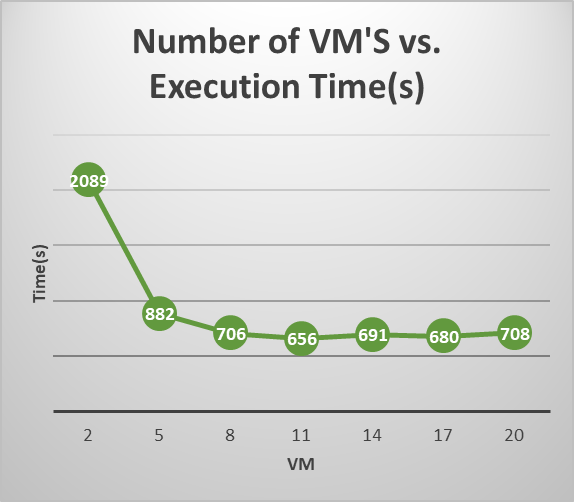 Number of VM'S vs.
Execution Time(s)
2089
882
706
656
691
680
708
Time(s)
2 5 8 11 14 17 20
VM